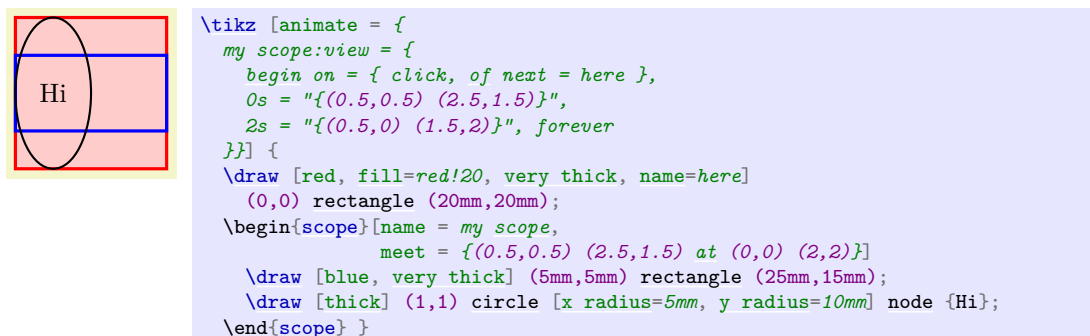 Hi
\tikz [animate = {
my scope:view = {
begin on = { click, of next = here },
0s = "{(0.5,0.5) (2.5,1.5)}",
2s = "{(0.5,0) (1.5,2)}", forever
}}] {
\draw [red, fill=red!20, very thick, name=here]
(0,0) rectangle (20mm,20mm);
\begin{scope}[name = my scope,
meet = {(0.5,0.5) (2.5,1.5) at (0,0) (2,2)}]
\draw [blue, very thick] (5mm,5mm) rectangle (25mm,15mm);
\draw [thick] (1,1) circle [x radius=5mm, y radius=10mm] node {Hi};
\end{scope} }